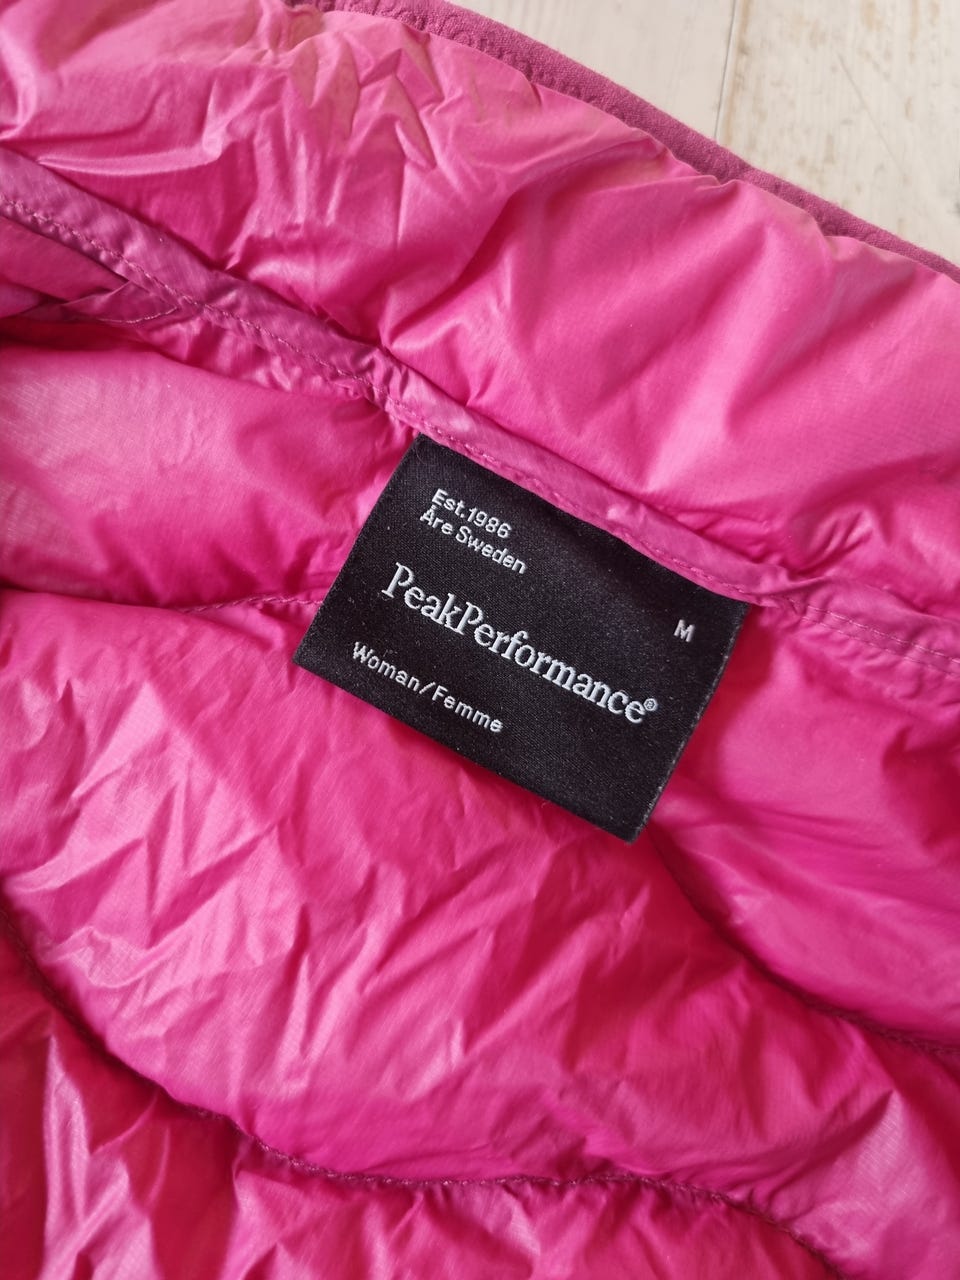 Est.1986
Åre Sweden
PeakPerformance®
M
Woman/Femme